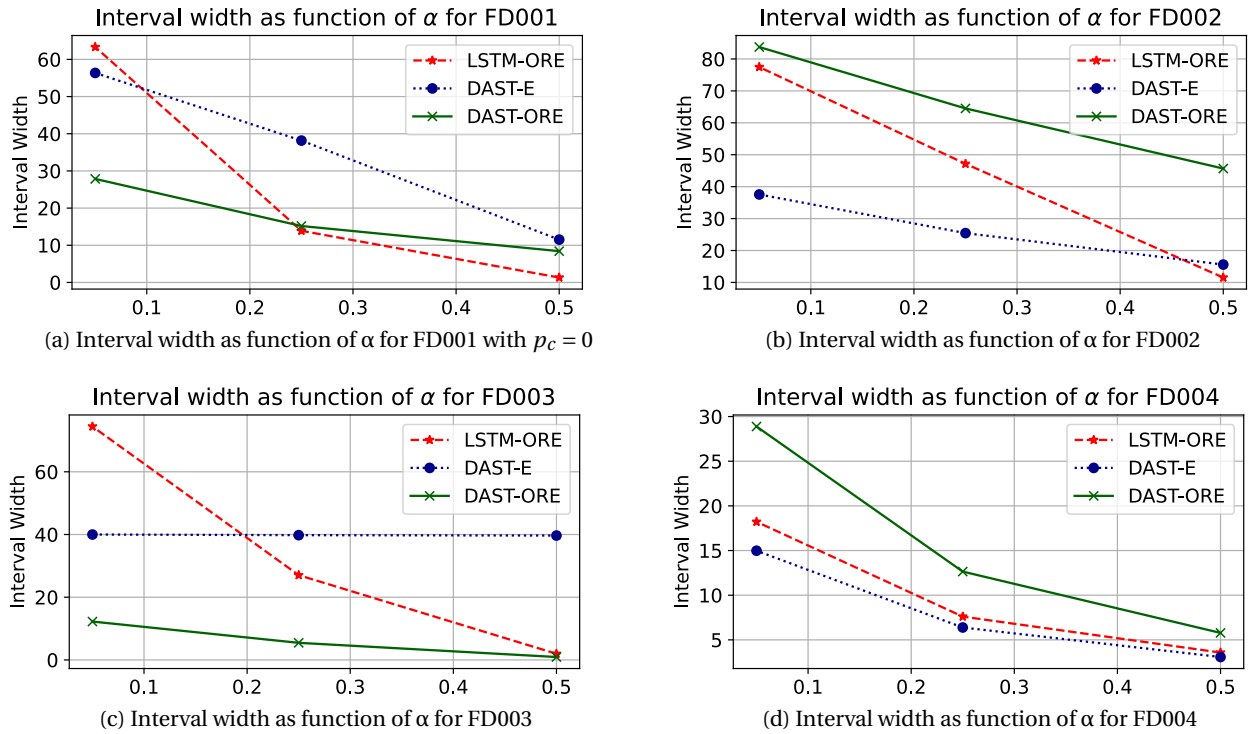 Interval width as function of α for FD001
Interval Width
60
50
40
30
20
10
0
LSTM-ORE
DAST-E
DAST-ORE
0.1 0.2 0.3 0.4 0.5
(a) Interval width as function of α for FD001 with p_c = 0
Interval width as function of α for FD002
Interval Width
80
70
60
50
40
30
20
10
LSTM-ORE
DAST-E
DAST-ORE
0.1 0.2 0.3 0.4 0.5
(b) Interval width as function of α for FD002
Interval width as function of α for FD003
Interval Width
60
40
20
0
LSTM-ORE
DAST-E
DAST-ORE
0.1 0.2 0.3 0.4 0.5
(c) Interval width as function of α for FD003
Interval width as function of α for FD004
Interval Width
30
25
20
15
10
5
LSTM-ORE
DAST-E
DAST-ORE
0.1 0.2 0.3 0.4 0.5
(d) Interval width as function of α for FD004